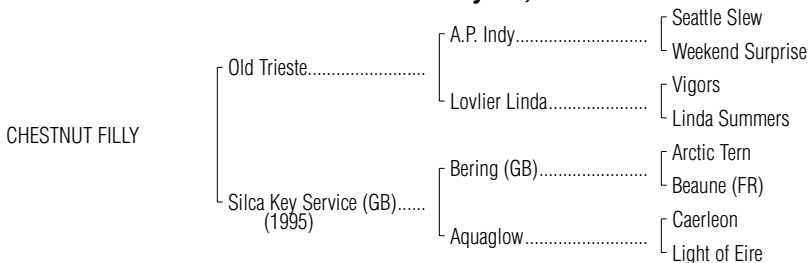 Seattle Slew
A.P. Indy..............................
Weekend Surprise
Old Trieste.........................
Vigors
Lovlier Linda......................
Linda Summers
CHESTNUT FILLY
Arctic Tern
Bering (GB).........................
Beaune (FR)
Silca Key Service (GB)......
(1995)
Caerleon
Aquaglow............................
Light of Eire